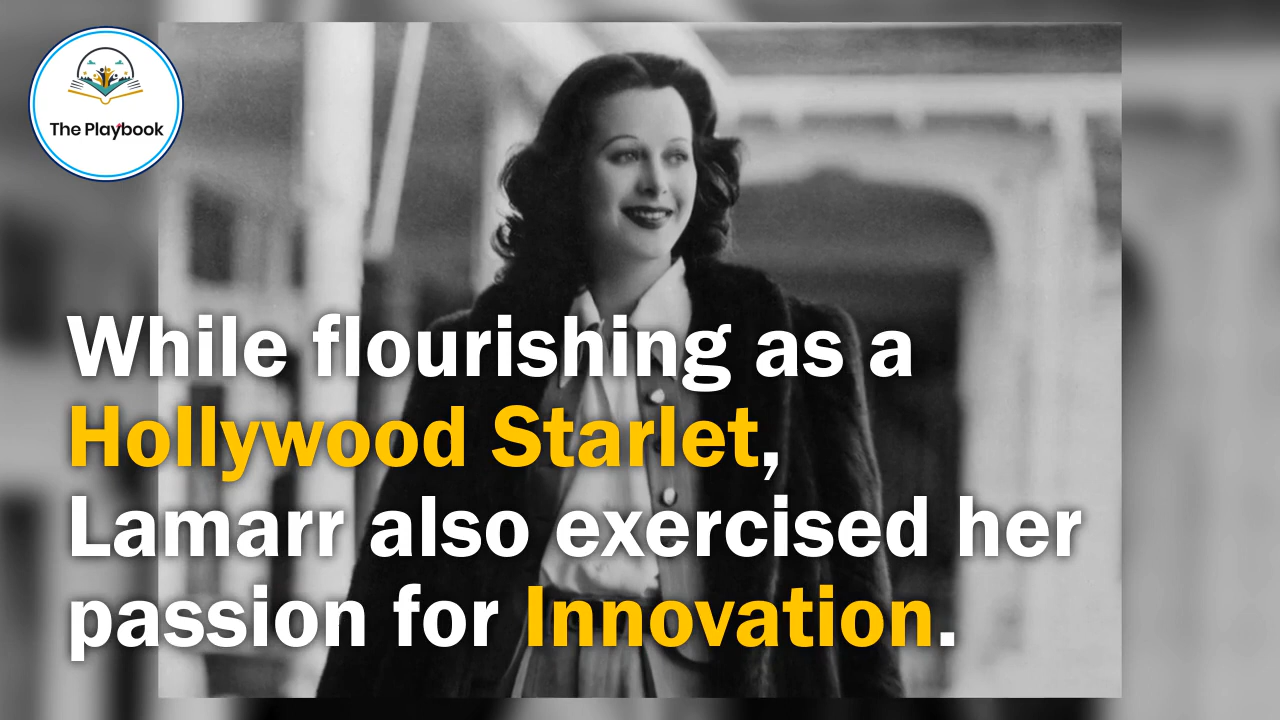 The Playbook
While flourishing as a
Hollywood Starlet,
Lamarr also exercised her
passion for Innovation.